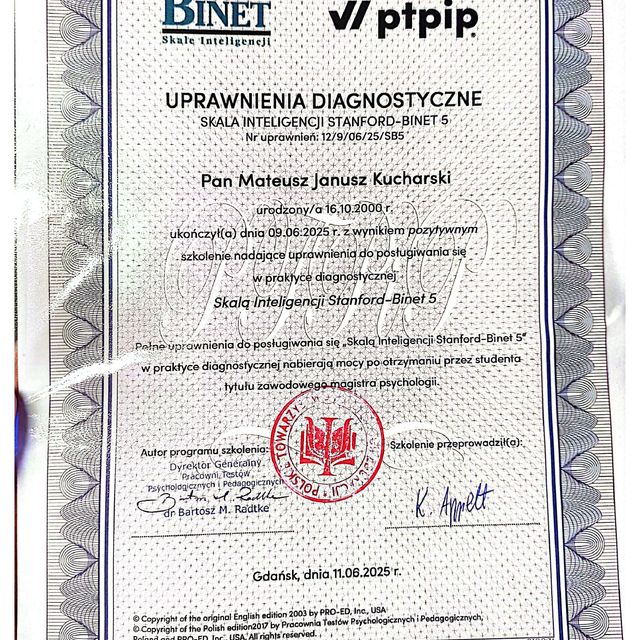 BINET
Skale Inteligencji
ptpip
UPRAWNIENIA DIAGNOSTYCZNE
SKALA INTELIGENCJI STANFORD-BINET 5
Nr uprawnień: 12/9/06/25/SB5
Pan Mateusz Janusz Kucharski
urodzony/a 16.10.2000 r.
ukończył(a) dnia 09.06.2025 r. z wynikiem pozytywnym
szkolenie nadające uprawnienia do posługiwania się
w praktyce diagnostycznej
Skalą Inteligencji Stanford-Binet 5
Pełne uprawnienia do posługiwania się „Skalą Inteligencji Stanford-Binet 5"
w praktyce diagnostycznej nabierają mocy po otrzymaniu przez studenta
tytułu zawodowego magistra psychologii.
Autor programu szkolenia:
Szkolenie przeprowadził(a):
Dyrektor Generalny
Pracowni Testów
Psychologicznych i Pedagogicznych
dr Bartosz M. Radtke
K. Appelt
Gdańsk, dnia 11.06.2025 r.
© Copyright of the original English edition 2003 by PRO-ED, Inc., USA
© Copyright of the Polish edition2017 by Pracownia Testów Psychologicznych i Pedagogicznych,
Poland and PRO-ED, Inc., USA. All rights reserved.